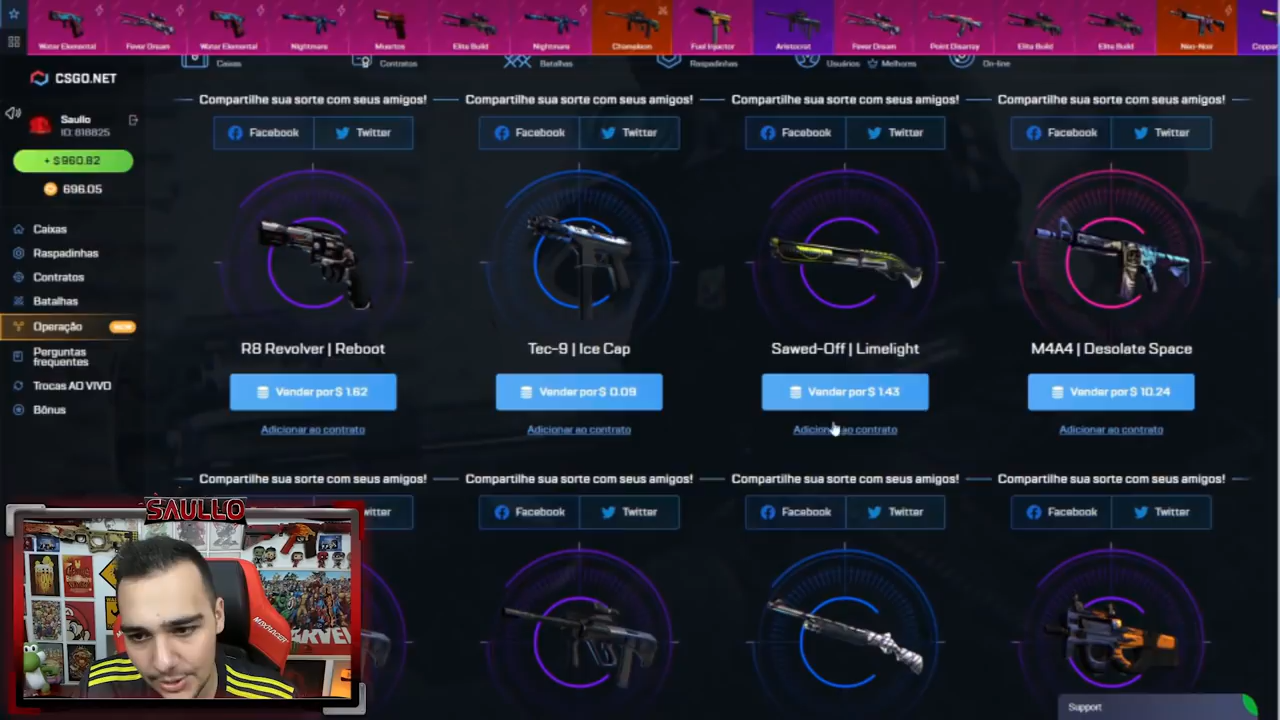 Water Elemental
Fever Dream
Water Elemental
Nightmare
Muertos
Elite Build
Nightmare
Chameleon
Fuel Injector
Aristocrat
Fever Dream
Point Disarray
Elite Build
Elite Build
Neo-Noir
CSGO.NET
Caixas
Contratos
Batalhas
Raspadinhas
Usuários
Melhores
On-line
Saullo
ID: 818825
+ $960.82
696.05
Caixas
Raspadinhas
Contratos
Batalhas
Operação
NEW
Perguntas
frequentes
Trocas AO VIVO
Bônus
Compartilhe sua sorte com seus amigos!
Facebook
Twitter
R8 Revolver | Reboot
Vender por $ 1.62
Adicionar ao contrato
Compartilhe sua sorte com seus amigos!
Facebook
Twitter
Tec-9 | Ice Cap
Vender por $ 0.09
Adicionar ao contrato
Compartilhe sua sorte com seus amigos!
Facebook
Twitter
Sawed-Off | Limelight
Vender por $ 1.43
Adicionar ao contrato
Compartilhe sua sorte com seus amigos!
Facebook
Twitter
M4A4 | Desolate Space
Vender por $ 10.24
Adicionar ao contrato
Compartilhe sua sorte com seus amigos!
Compartilhe sua sorte com seus amigos!
Facebook
Twitter
Compartilhe sua sorte com seus amigos!
Facebook
Twitter
Compartilhe sua sorte com seus amigos!
Facebook
Twitter
SAULLO
MAXRACER
Support